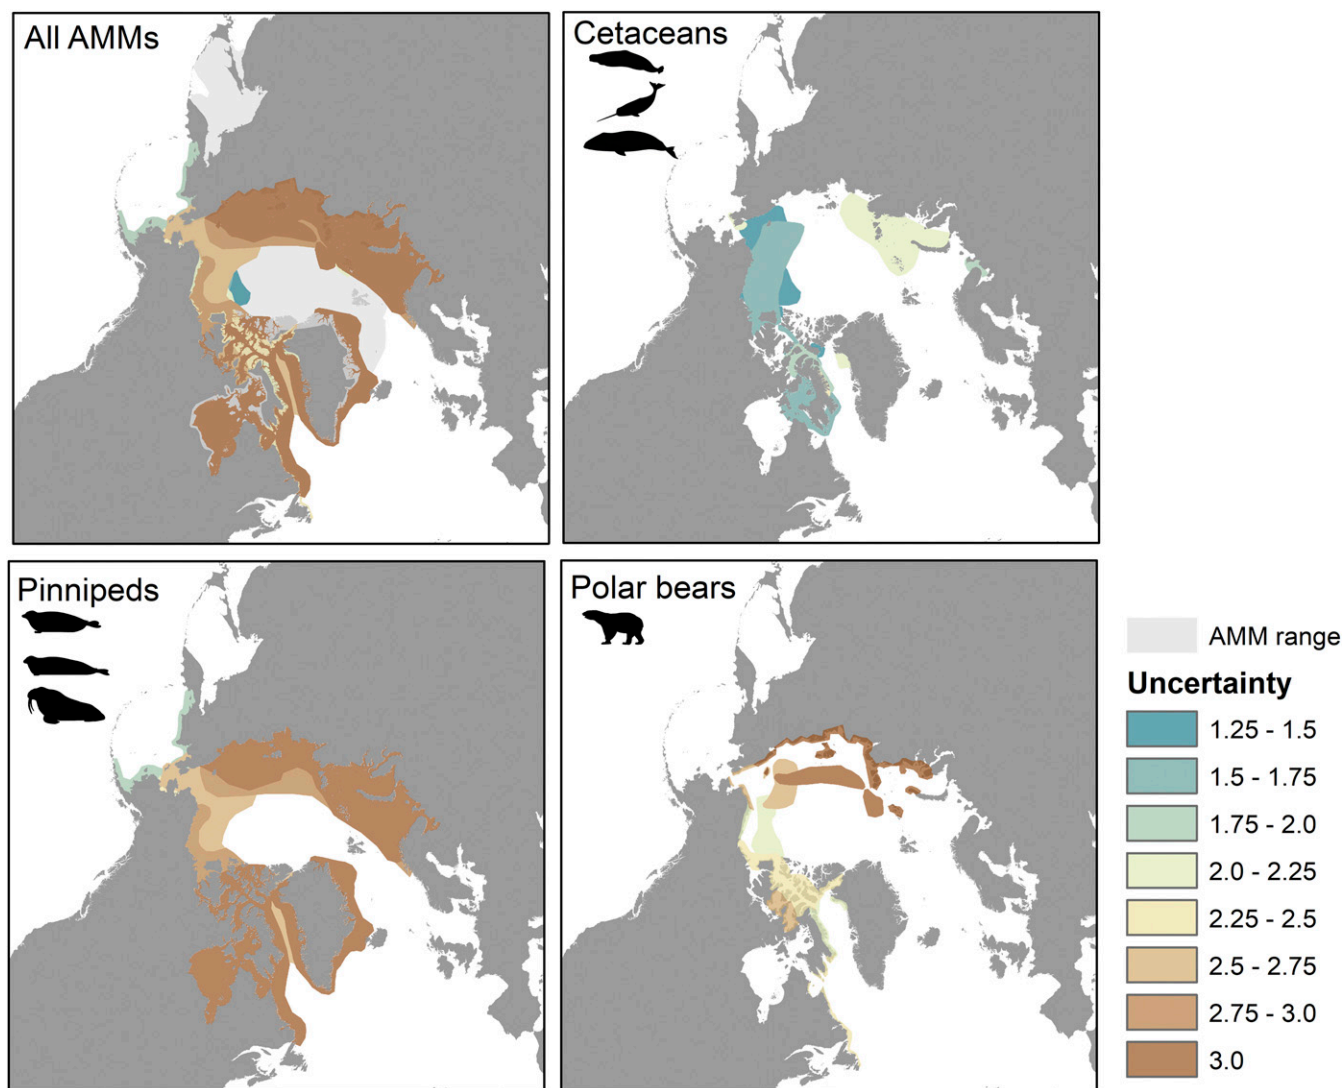 All AMMs
Cetaceans
Pinnipeds
Polar bears
AMM range
Uncertainty
1.25 - 1.5
1.5 - 1.75
1.75 - 2.0
2.0 - 2.25
2.25 - 2.5
2.5 - 2.75
2.75 - 3.0
3.0